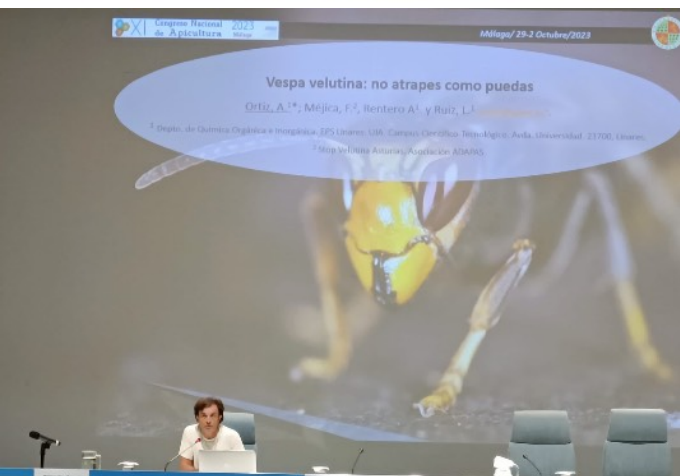 XI Congreso Nacional 2023
de Apicultura Málaga
Málaga/ 29-2 Octubre/2023
Vespa velutina: no atrapes como puedas
Ortiz, A.¹*, Méjica, F.², Rentero A¹. y Ruiz, L.¹
¹ Depto. de Química Orgánica e Inorgánica. EPS Linares. UJA. Campus Científico Tecnológico. Avda. Universidad. 23700, Linares.
² Stop Velutina Asturias. Asociación ADAPAS.